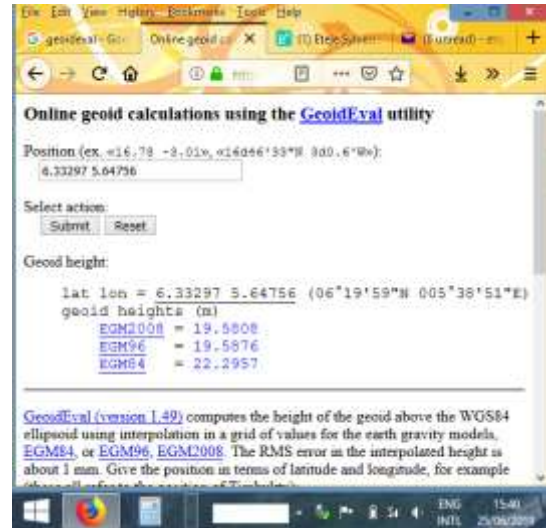 File Edit View History Bookmarks Tools Help
Online geoid ca
Online geoid calculations using the GeoidEval utility
Position (ex. «16.78 -3.01», «16d46'33"N 3d0.6'W»):
6.33297 5.64756
Select action:
Submit Reset
Geoid height:
lat lon = 6.33297 5.64756 (06°19'59"N 005°38'51"E)
geoid heights (m)
EGM2008 = 19.5808
EGM96 = 19.5876
EGM84 = 22.2957
GeoidEval (version 1.49) computes the height of the geoid above the WGS84
ellipsoid using interpolation in a grid of values for the earth gravity models,
EGM84, or EGM96, EGM2008. The RMS error in the interpolated height is
about 1 mm. Give the position in terms of latitude and longitude, for example
ENG 15:40
INTL